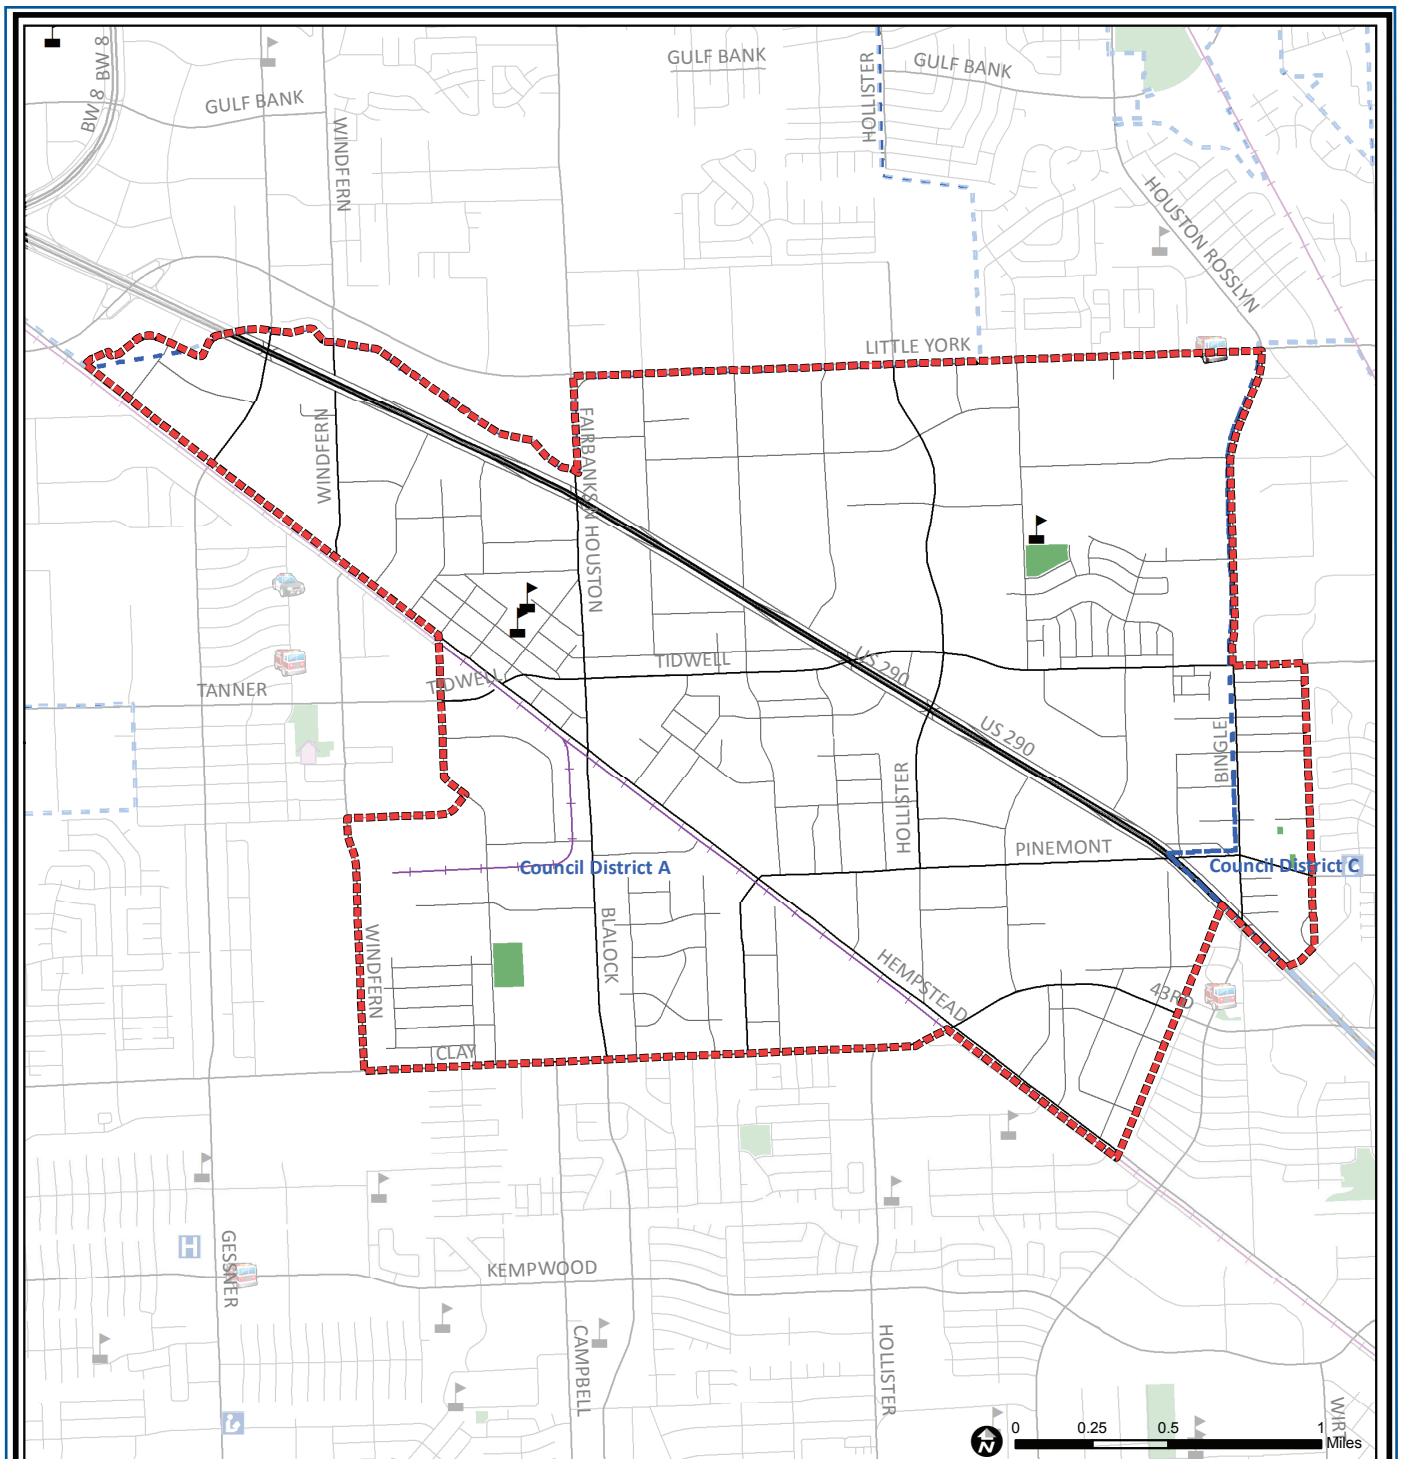 BW 8
BW 8
GULF BANK
WINDFERN
GULF BANK
HOLLISTER
GULF BANK
HOUSTON ROSSLYN
LITTLE YORK
WINDFERN
FAIRBANKS N HOUSTON
TANNER
TIDWELL
TIDWELL
US 290
US 290
BINGLE
HOLLISTER
PINEMONT
Council District A
Council District C
WINDFERN
BLALOCK
HEMPSTEAD
43RD
CLAY
H
GESSNER
KEMPWOOD
CAMPBELL
HOLLISTER
WIRT
N
0 0.25 0.5 1
Miles